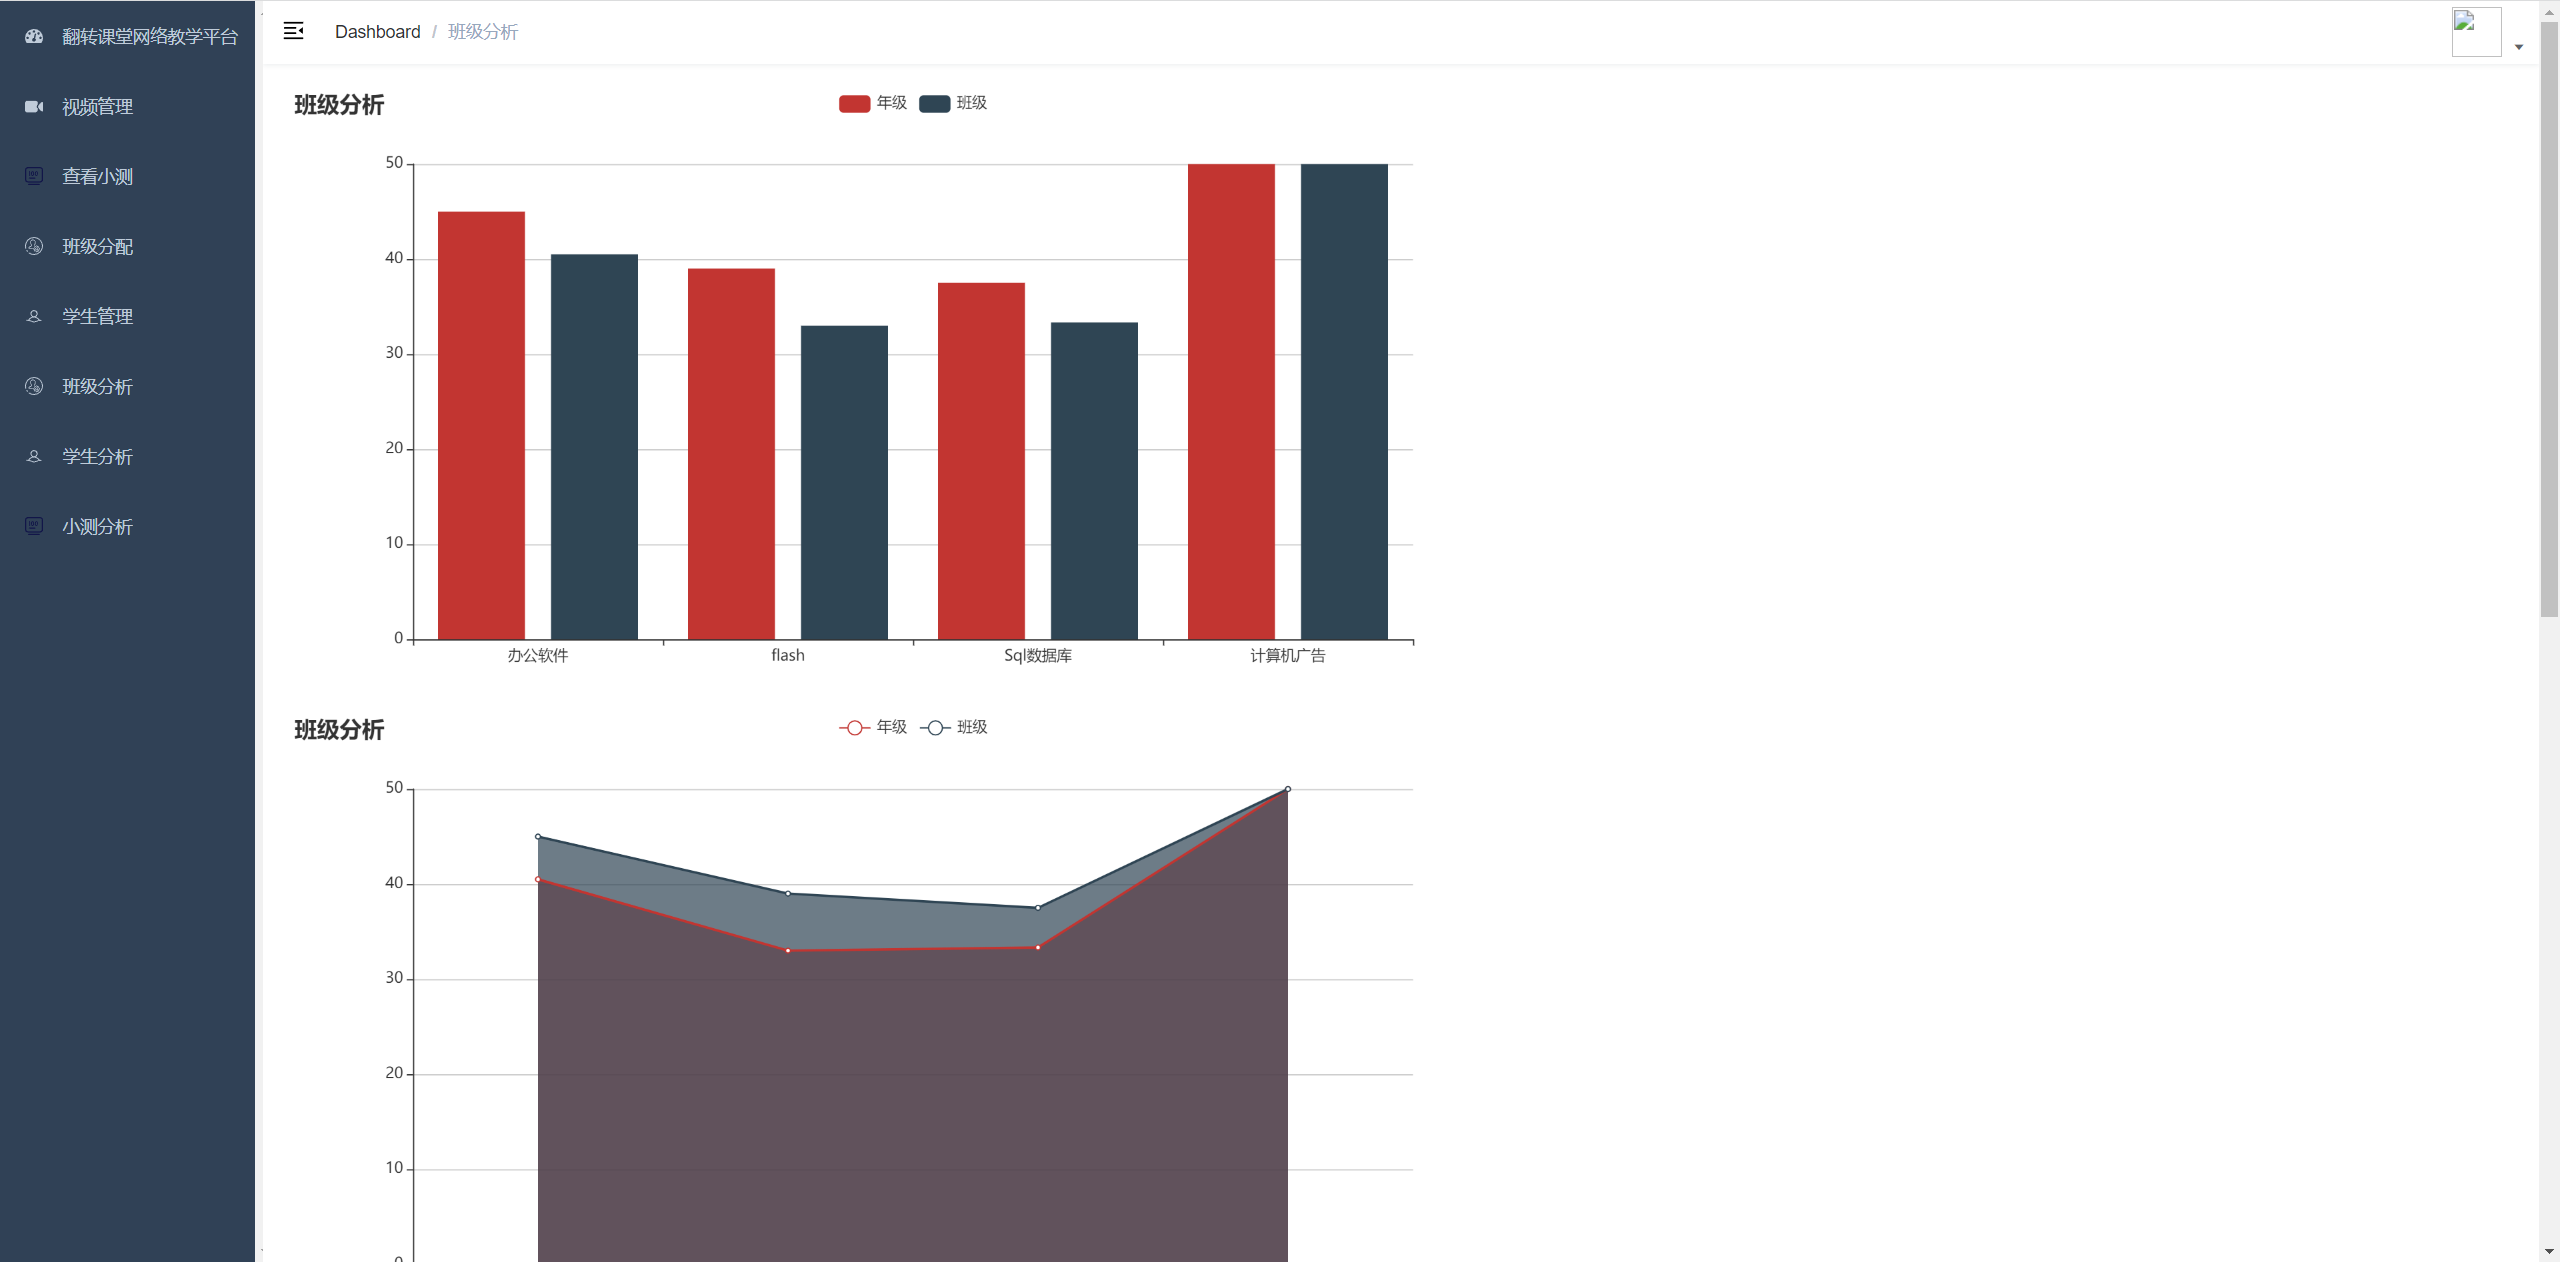 翻转课堂网络教学平台
视频管理
查看小测
班级分配
学生管理
班级分析
学生分析
小测分析
Dashboard / 班级分析
班级分析
年级 班级
50
40
30
20
10
0
办公软件 flash Sql数据库 计算机广告
班级分析
年级 班级
50
40
30
20
10
0